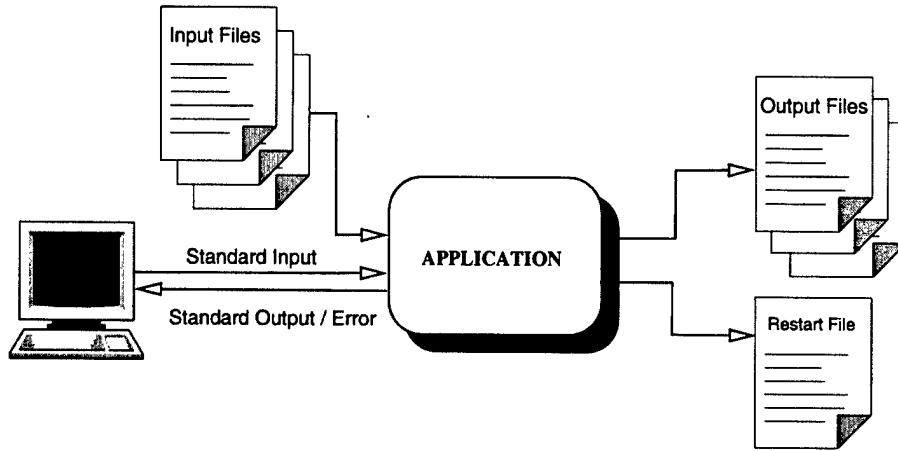 Input Files
Output Files
Standard Input
APPLICATION
Standard Output / Error
Restart File